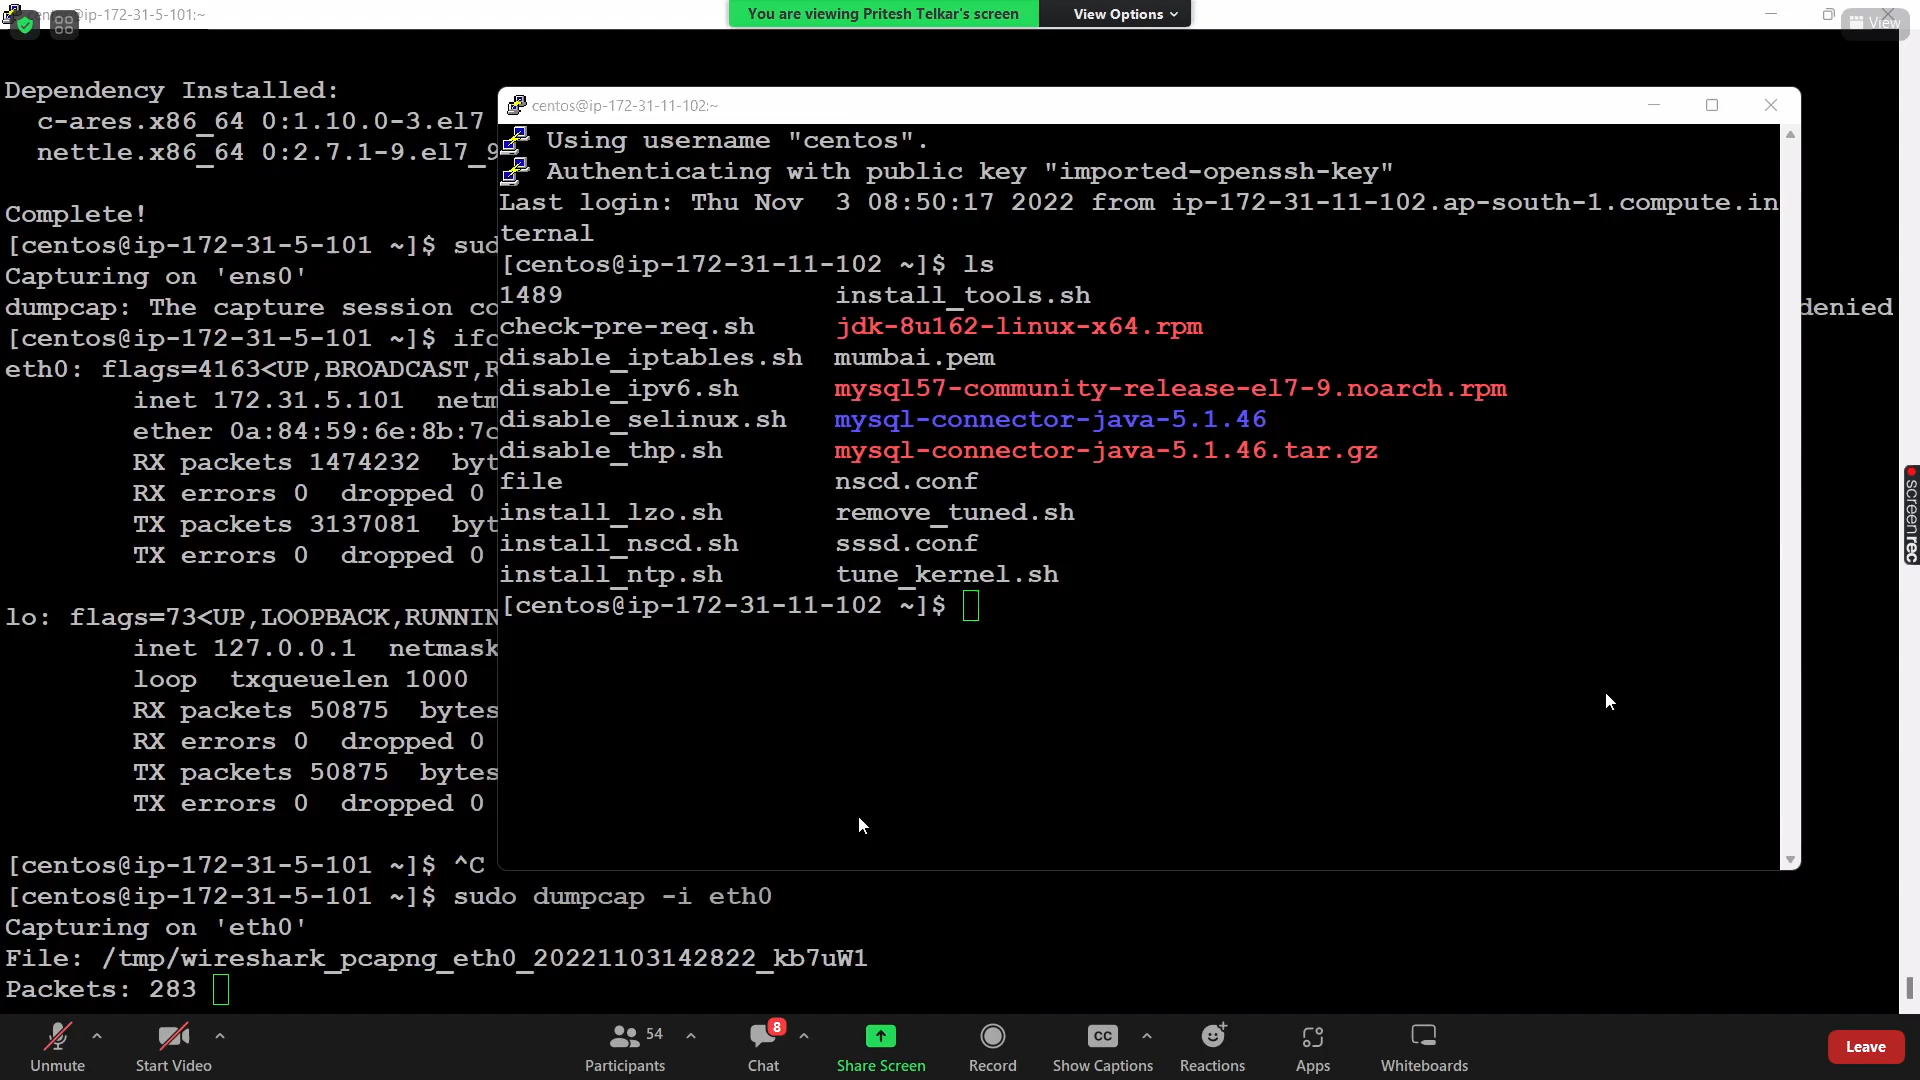 centos@ip-172-31-5-101:~
You are viewing Pritesh Telkar's screen
View Options
View
Dependency Installed:
c-ares.x86_64 0:1.10.0-3.el7
nettle.x86_64 0:2.7.1-9.el7_9
Complete!
[centos@ip-172-31-5-101 ~]$ sud
Capturing on 'ens0'
dumpcap: The capture session co
denied
[centos@ip-172-31-5-101 ~]$ ifc
eth0: flags=4163<UP,BROADCAST,R
inet 172.31.5.101 netm
ether 0a:84:59:6e:8b:7c
RX packets 1474232 byt
RX errors 0 dropped 0
TX packets 3137081 byt
TX errors 0 dropped 0
lo: flags=73<UP,LOOPBACK,RUNNIN
inet 127.0.0.1 netmask
loop txqueuelen 1000
RX packets 50875 bytes
RX errors 0 dropped 0
TX packets 50875 bytes
TX errors 0 dropped 0
[centos@ip-172-31-5-101 ~]$ ^C
[centos@ip-172-31-5-101 ~]$ sudo dumpcap -i eth0
Capturing on 'eth0'
File: /tmp/wireshark_pcapng_eth0_20221103142822_kb7uW1
Packets: 283
centos@ip-172-31-11-102:~
Using username "centos".
Authenticating with public key "imported-openssh-key"
Last login: Thu Nov  3 08:50:17 2022 from ip-172-31-11-102.ap-south-1.compute.in
ternal
[centos@ip-172-31-11-102 ~]$ ls
1489 install_tools.sh
check-pre-req.sh jdk-8u162-linux-x64.rpm
disable_iptables.sh mumbai.pem
disable_ipv6.sh mysql57-community-release-el7-9.noarch.rpm
disable_selinux.sh mysql-connector-java-5.1.46
disable_thp.sh mysql-connector-java-5.1.46.tar.gz
file nscd.conf
install_lzo.sh remove_tuned.sh
install_nscd.sh sssd.conf
install_ntp.sh tune_kernel.sh
[centos@ip-172-31-11-102 ~]$
screenrec
54
8
CC
Unmute
Start Video
Participants
Chat
Share Screen
Record
Show Captions
Reactions
Apps
Whiteboards
Leave